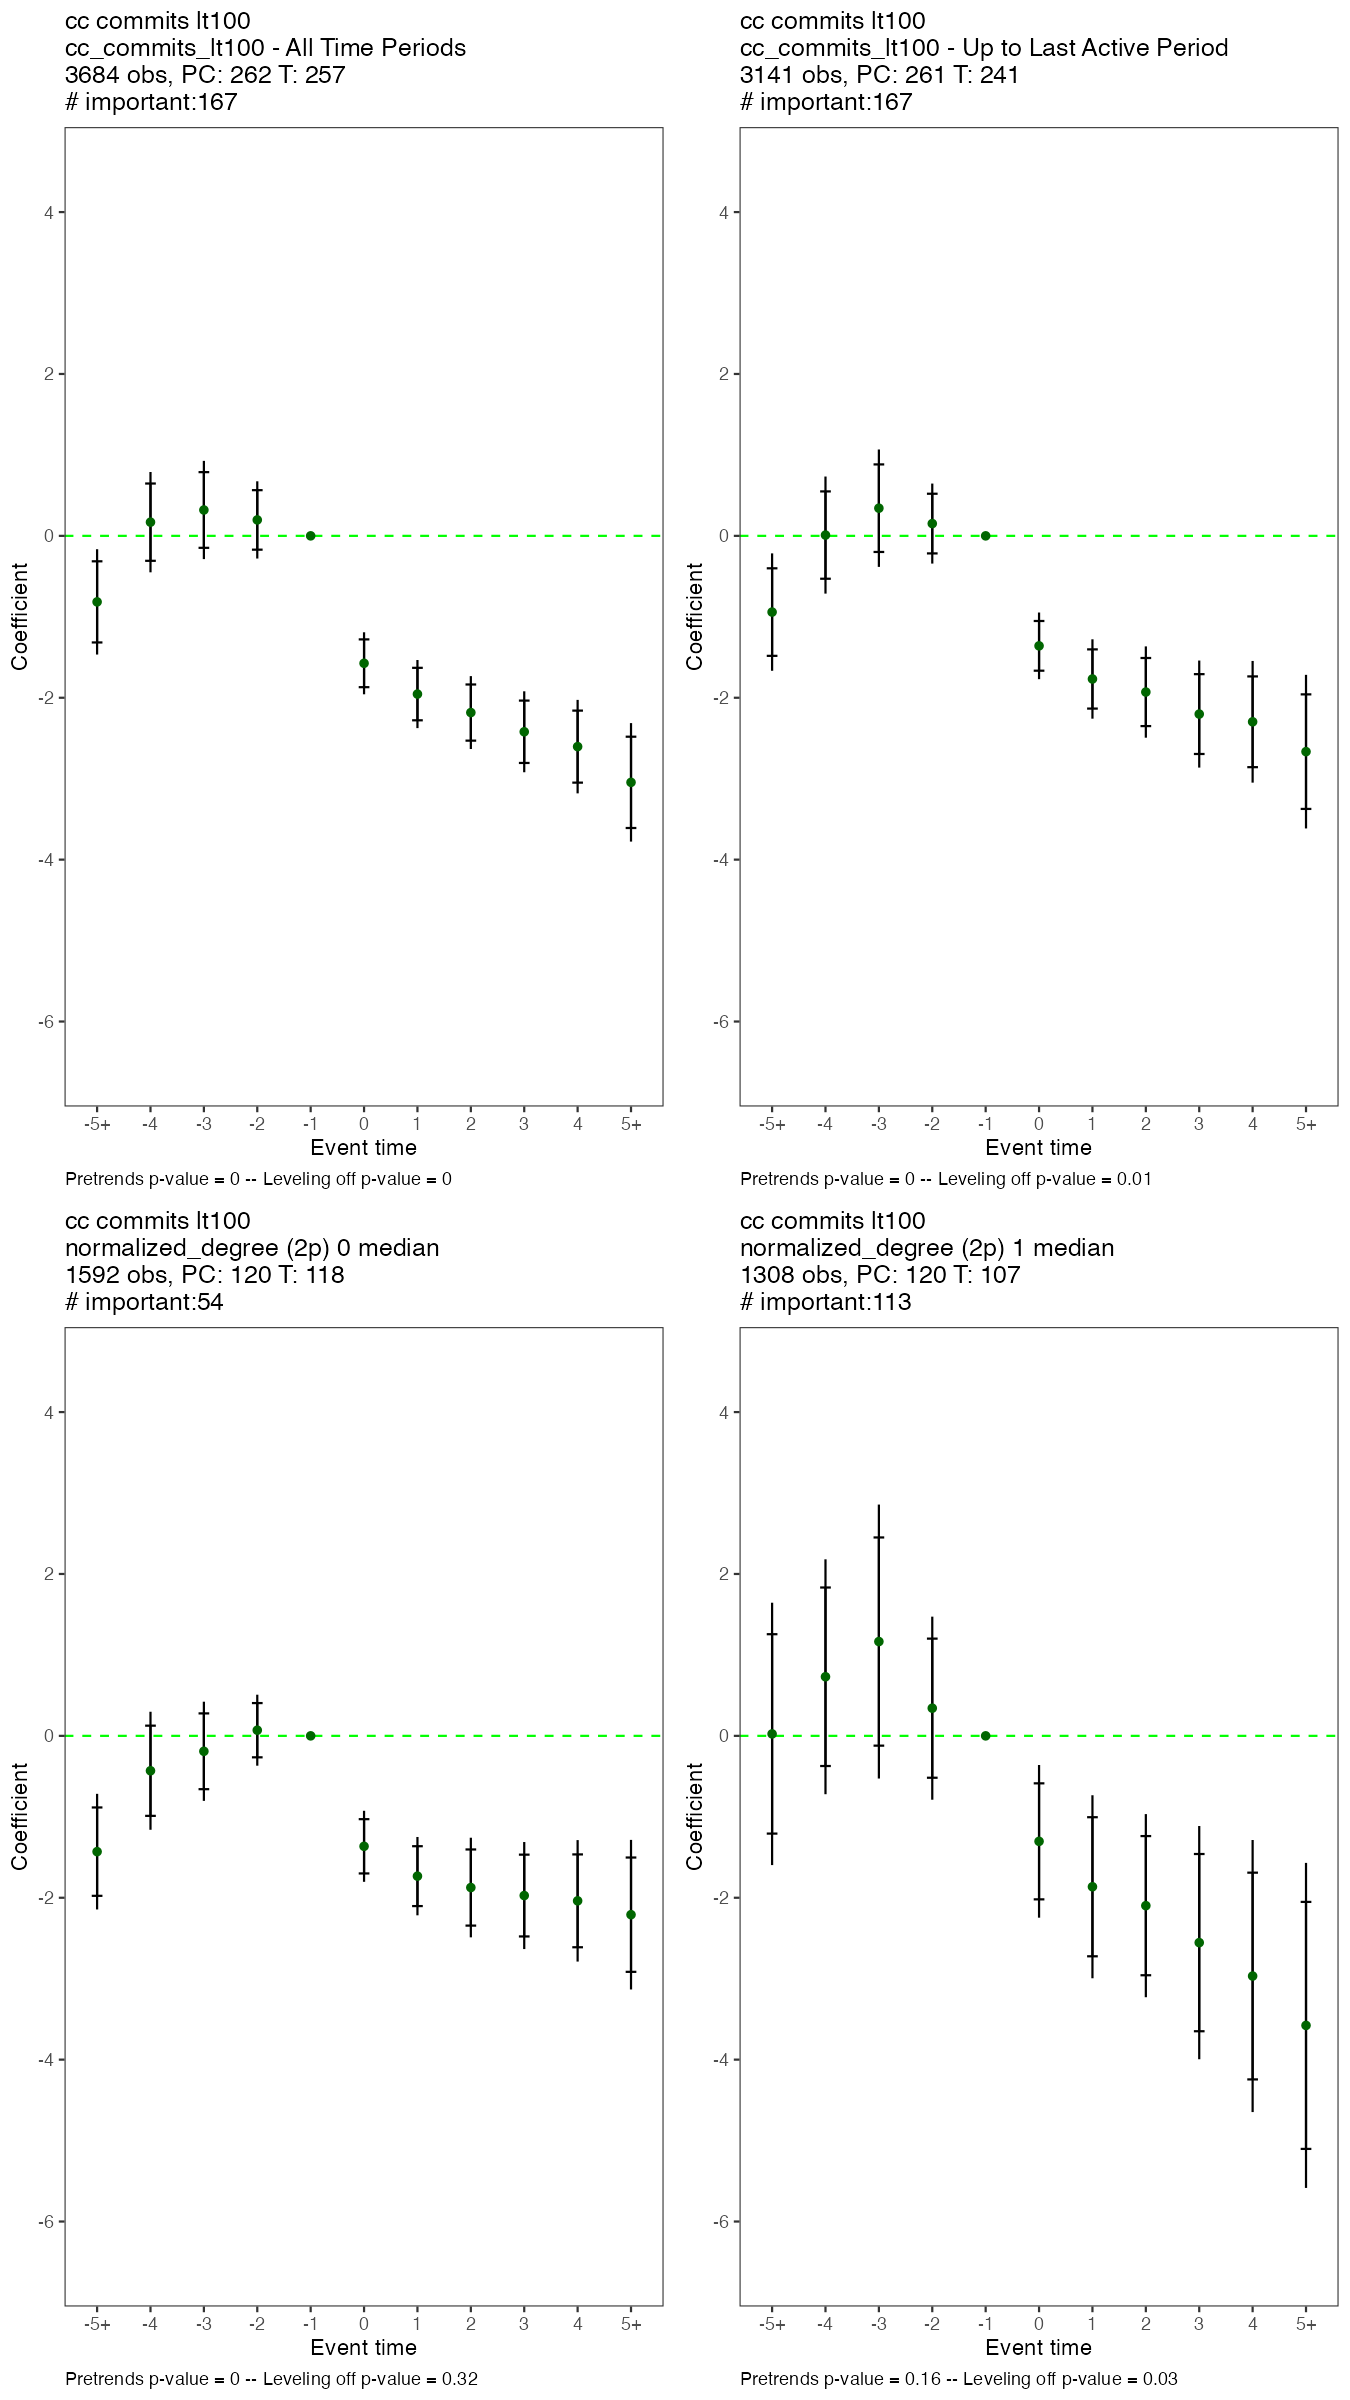 cc commits lt100
cc_commits_lt100 - All Time Periods
3684 obs, PC: 262 T: 257
# important:167
4
2
0
-2
-4
-6
Coefficient
-5+ -4 -3 -2 -1 0 1 2 3 4 5+
Event time
Pretrends p-value = 0 -- Leveling off p-value = 0
cc commits lt100
cc_commits_lt100 - Up to Last Active Period
3141 obs, PC: 261 T: 241
# important:167
4
2
0
-2
-4
-6
Coefficient
-5+ -4 -3 -2 -1 0 1 2 3 4 5+
Event time
Pretrends p-value = 0 -- Leveling off p-value = 0.01
cc commits lt100
normalized_degree (2p) 0 median
1592 obs, PC: 120 T: 118
# important:54
4
2
0
-2
-4
-6
Coefficient
-5+ -4 -3 -2 -1 0 1 2 3 4 5+
Event time
Pretrends p-value = 0 -- Leveling off p-value = 0.32
cc commits lt100
normalized_degree (2p) 1 median
1308 obs, PC: 120 T: 107
# important:113
4
2
0
-2
-4
-6
Coefficient
-5+ -4 -3 -2 -1 0 1 2 3 4 5+
Event time
Pretrends p-value = 0.16 -- Leveling off p-value = 0.03